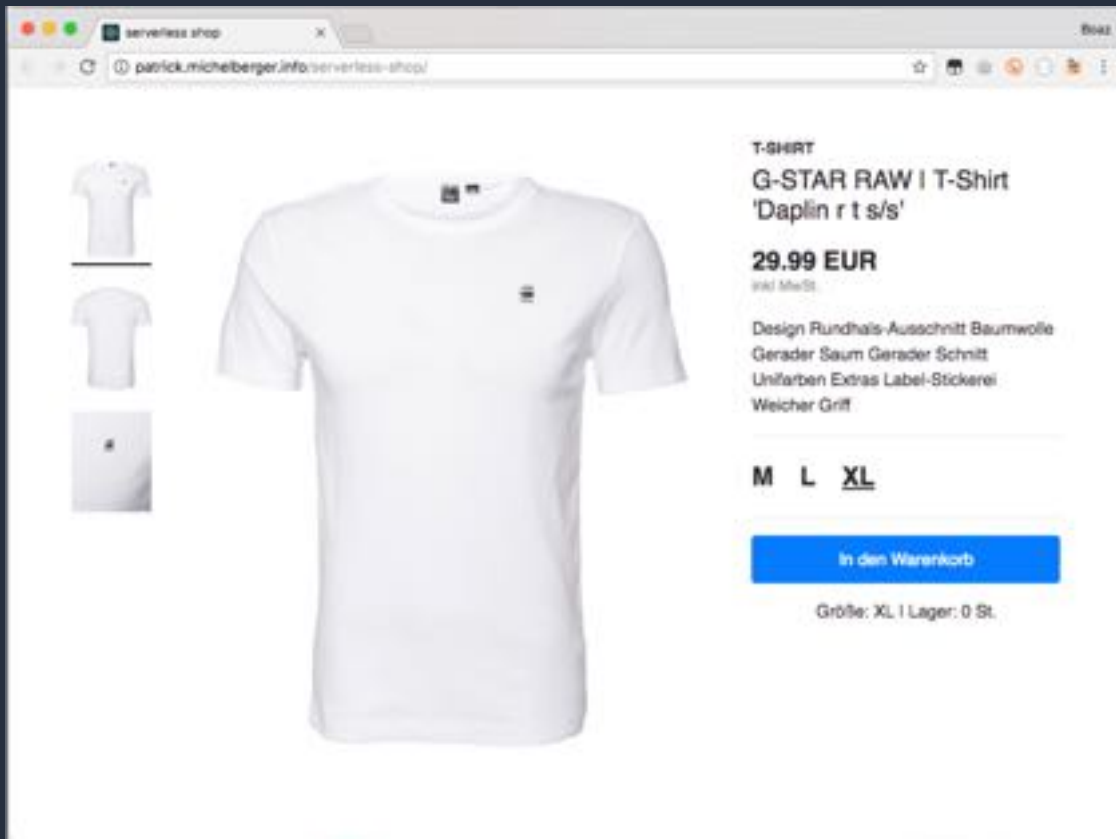 serverless shop
Boaz
patrick.michelberger.info/serverless-shop/
T-SHIRT
G-STAR RAW | T-Shirt
'Daplin r t s/s'
29.99 EUR
inkl MwSt.
Design Rundhals-Ausschnitt Baumwolle
Gerader Saum Gerader Schnitt
Unifarben Extras Label-Stickerei
Weicher Griff
M L XL
In den Warenkorb
Größe: XL | Lager: 0 St.